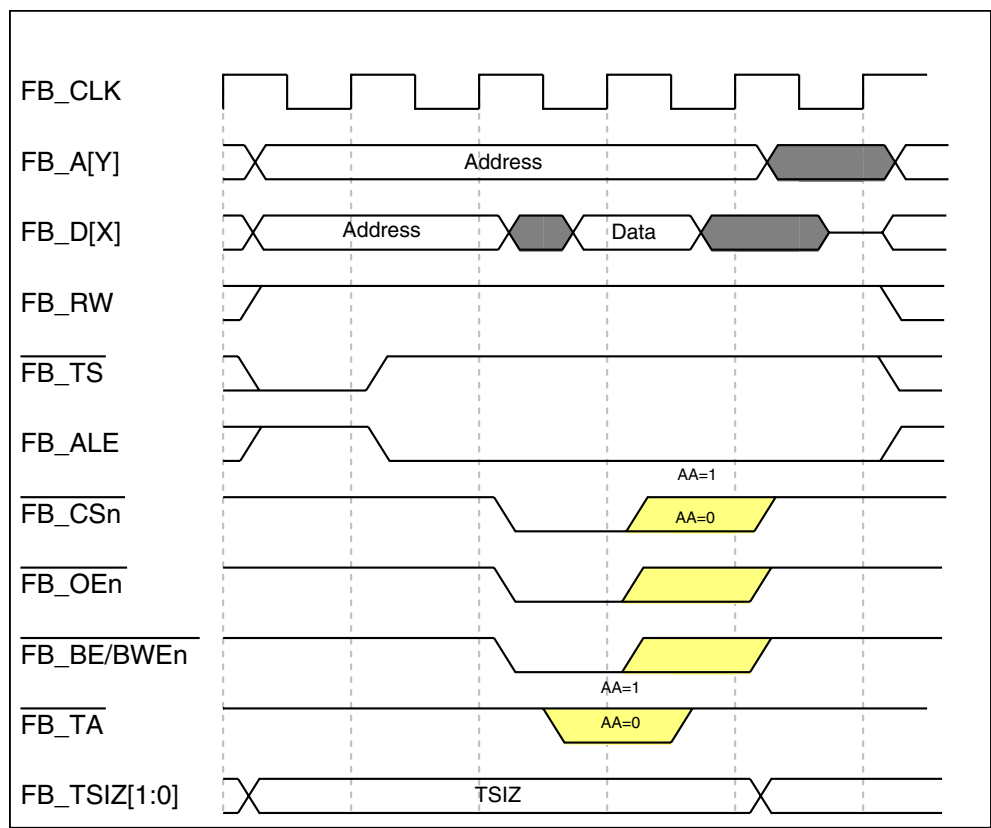 FB_CLK
FB_A[Y] Address
FB_D[X] Address Data
FB_RW
FB_TS
FB_ALE
AA=1
FB_CSn AA=0
FB_OEn
FB_BE/BWEn
AA=1
FB_TA AA=0
FB_TSIZ[1:0] TSIZ